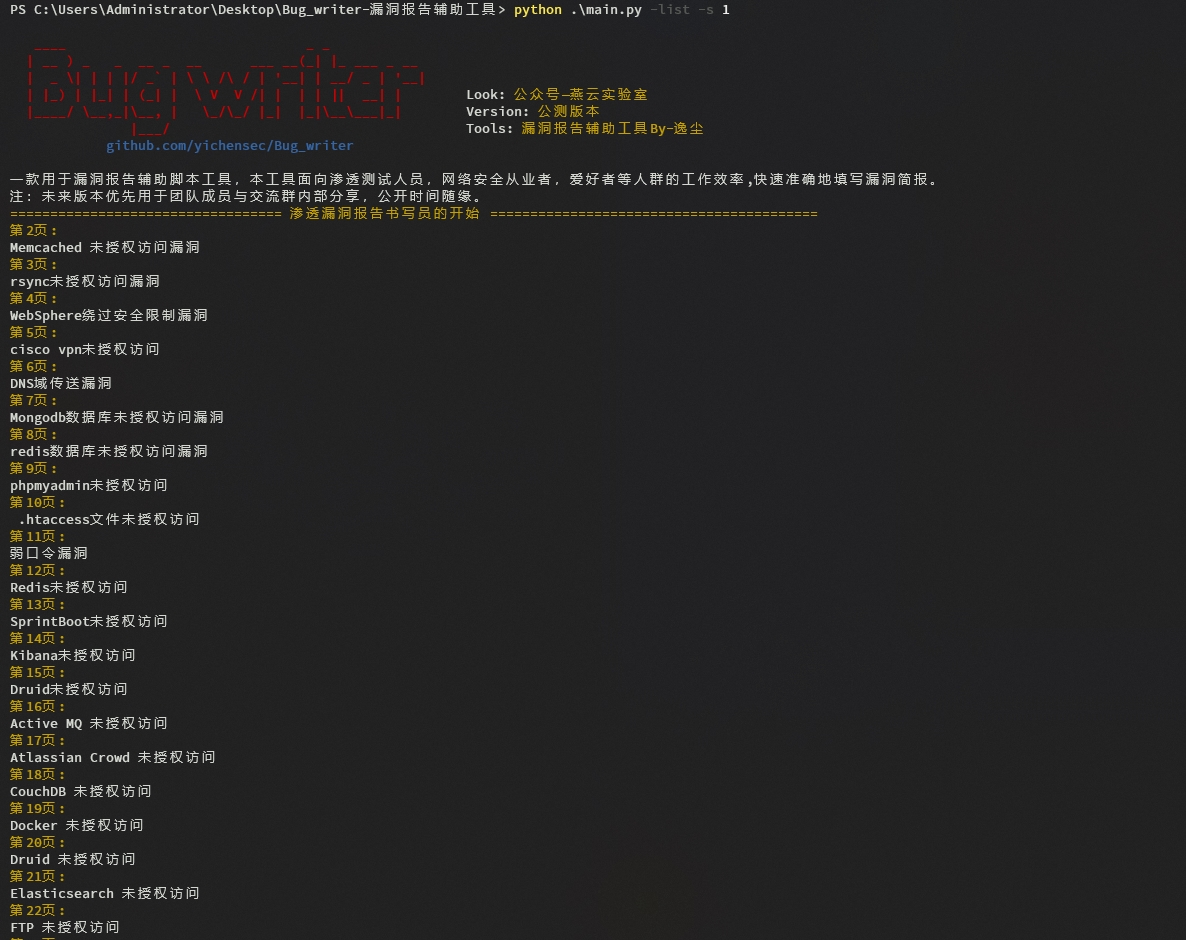 PS C:\Users\Administrator\Desktop\Bug_writer-漏洞报告辅助工具> python .\main.py -list -s 1
Bug_writer
Look: 公众号—燕云实验室
Version: 公测版本
Tools: 漏洞报告辅助工具By-逸尘
github.com/yichensec/Bug_writer
一款用于漏洞报告辅助脚本工具，本工具面向渗透测试人员，网络安全从业者，爱好者等人群的工作效率,快速准确地填写漏洞简报。
注：未来版本优先用于团队成员与交流群内部分享，公开时间随缘。
================================== 渗透漏洞报告书写员的开始 =========================================
第2页:
Memcached 未授权访问漏洞
第3页:
rsync未授权访问漏洞
第4页:
WebSphere绕过安全限制漏洞
第5页:
cisco vpn未授权访问
第6页:
DNS域传送漏洞
第7页:
Mongodb数据库未授权访问漏洞
第8页:
redis数据库未授权访问漏洞
第9页:
phpmyadmin未授权访问
第10页:
.htaccess文件未授权访问
第11页:
弱口令漏洞
第12页:
Redis未授权访问
第13页:
SprintBoot未授权访问
第14页:
Kibana未授权访问
第15页:
Druid未授权访问
第16页:
Active MQ 未授权访问
第17页:
Atlassian Crowd 未授权访问
第18页:
CouchDB 未授权访问
第19页:
Docker 未授权访问
第20页:
Druid 未授权访问
第21页:
Elasticsearch 未授权访问
第22页:
FTP 未授权访问